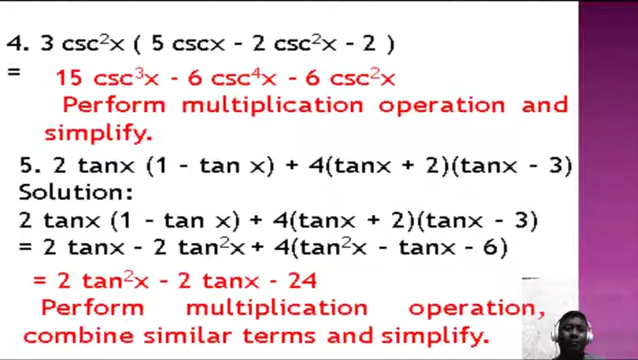 4. 3 csc²x ( 5 cscx - 2 csc²x - 2 )
=
15 csc³x - 6 csc⁴x - 6 csc²x
Perform multiplication operation and
simplify.
5. 2 tanx (1 - tan x) + 4(tanx + 2)(tanx - 3)
Solution:
2 tanx (1 - tan x) + 4(tanx + 2)(tanx - 3)
= 2 tanx - 2 tan²x + 4(tan²x - tanx - 6)
= 2 tan²x - 2 tanx - 24
Perform multiplication operation,
combine similar terms and simplify.